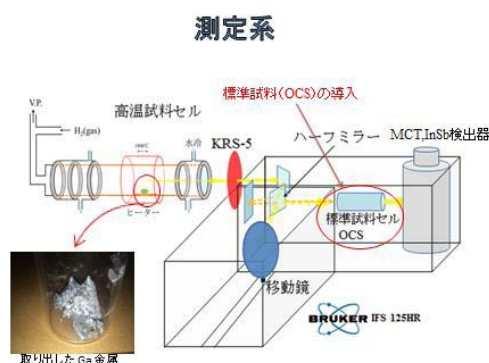 測定系
標準試料(OCS)の導入
V.P.
高温試料セル
H₂(gas)
水冷
KRS-5
ハーフミラー
MCT,InSb検出器
ヒーター
標準試料セル
OCS
移動鏡
BRUKER IFS 125HR
取り出したGa金属